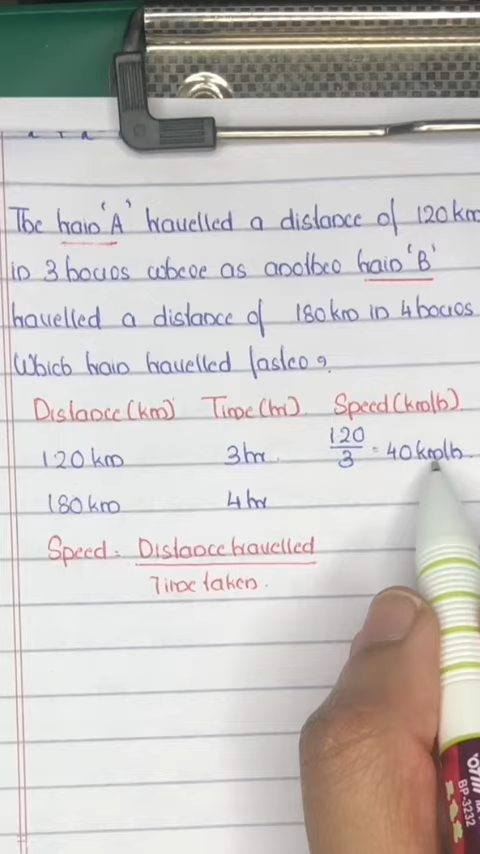 The train 'A' travelled a distance of 120 km
in 3 hours where as another train 'B'
travelled a distance of 180 km in 4 hours
Which train travelled faster?
Distance (km) Time (hr) Speed (km/h)
120 km 3 hr. 120/3 = 40 km/h
180 km 4 hr
Speed = Distance travelled
Time taken.
BP-3232